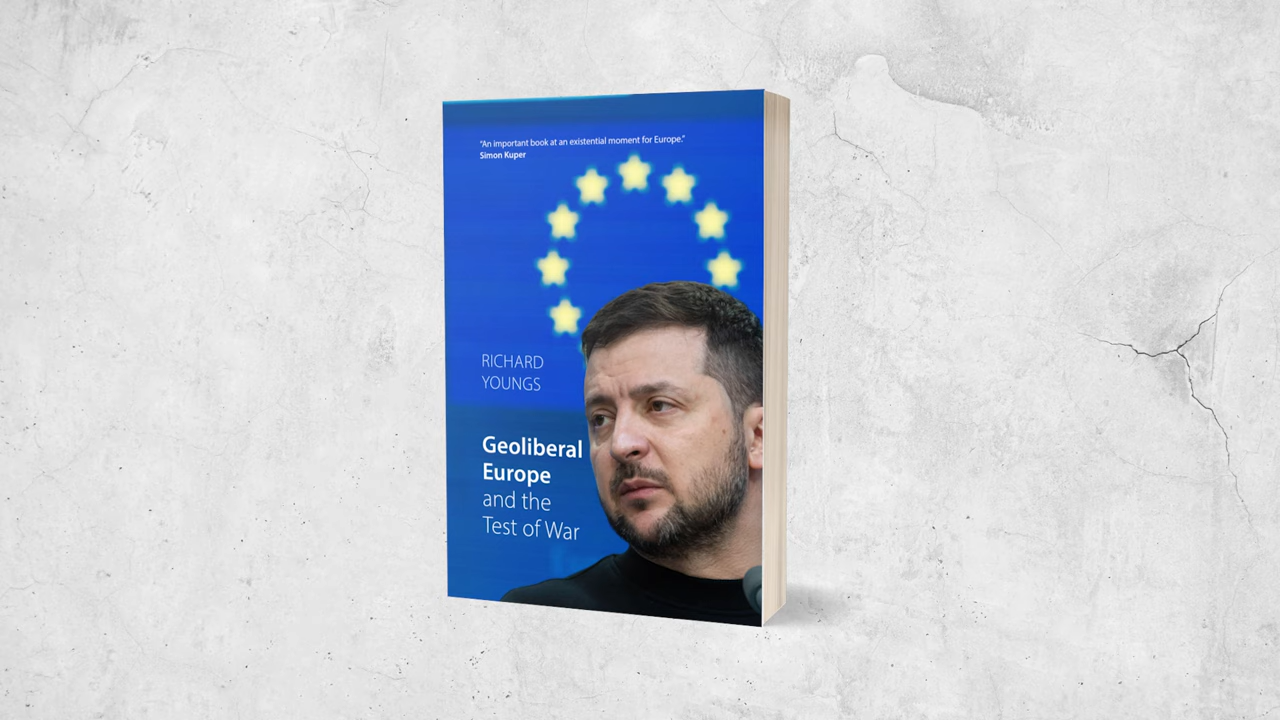 “An important book at an existential moment for Europe.”
Simon Kuper
RICHARD
YOUNGS
Geoliberal
Europe
and the
Test of War